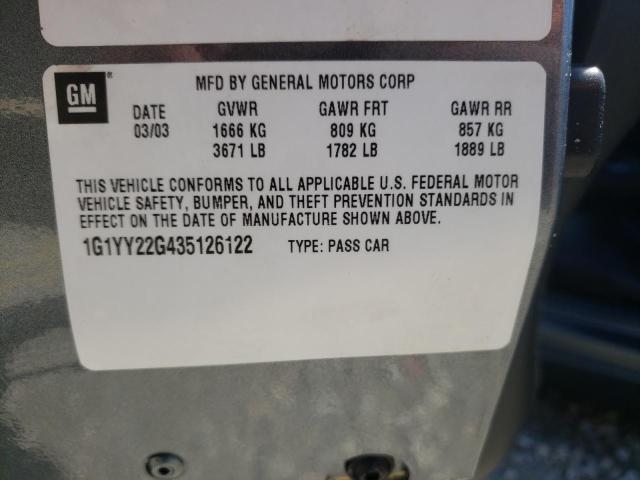 GM ®
MFD BY GENERAL MOTORS CORP
DATE GVWR GAWR FRT GAWR RR
03/03 1666 KG 809 KG 857 KG
3671 LB 1782 LB 1889 LB
THIS VEHICLE CONFORMS TO ALL APPLICABLE U.S. FEDERAL MOTOR
VEHICLE SAFETY, BUMPER, AND THEFT PREVENTION STANDARDS IN
EFFECT ON THE DATE OF MANUFACTURE SHOWN ABOVE.
1G1YY22G435126122 TYPE: PASS CAR